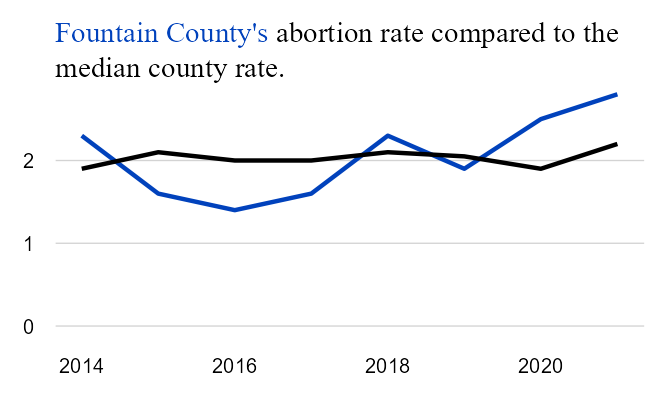 Fountain County's abortion rate compared to the
median county rate.
2
1
0
2014 2016 2018 2020